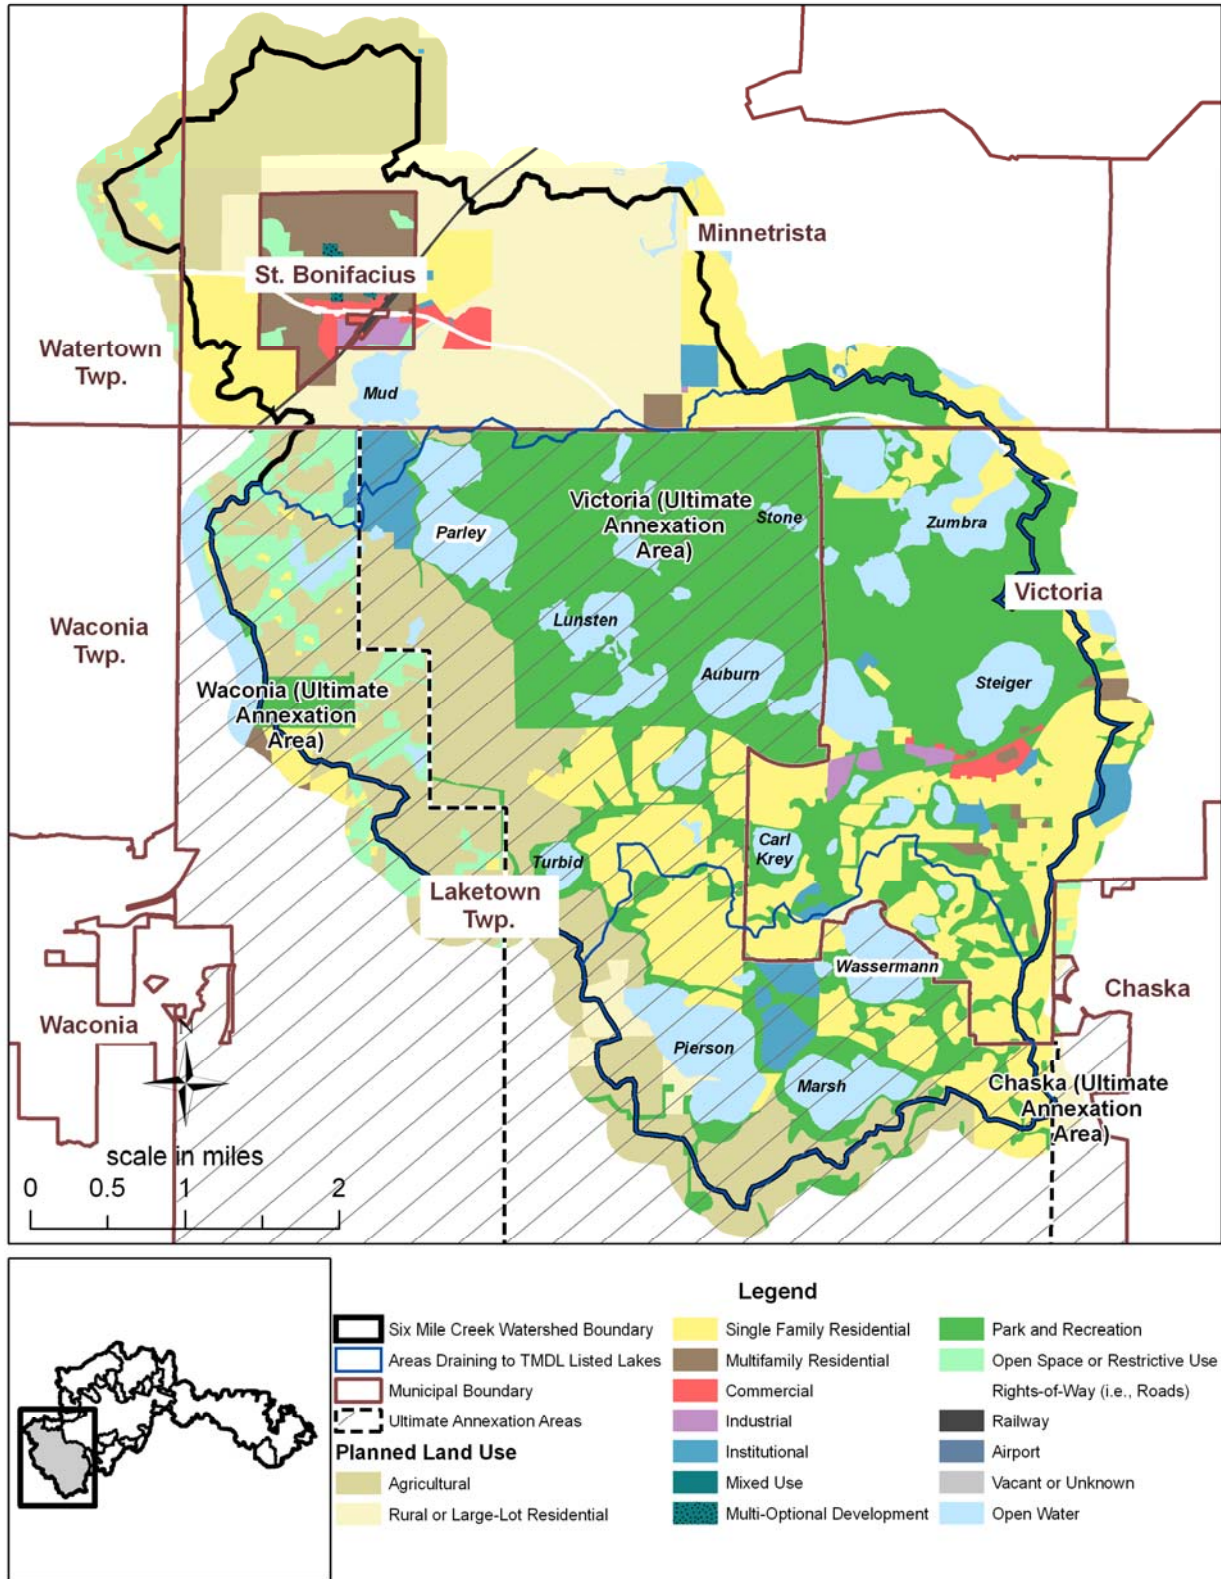 Minnetrista
St. Bonifacius
Watertown
Twp.
Mud
Victoria (Ultimate
Annexation
Area)
Stone
Zumbra
Parley
Victoria
Lunsten
Waconia
Twp.
Auburn
Steiger
Waconia (Ultimate
Annexation
Area)
Carl
Krey
Turbid
Laketown
Twp.
Wassermann
Chaska
Waconia
N
Pierson
Marsh
Chaska (Ultimate
Annexation
Area)
scale in miles
0 0.5 1 2
Legend
Six Mile Creek Watershed Boundary
Areas Draining to TMDL Listed Lakes
Municipal Boundary
Ultimate Annexation Areas
Planned Land Use
Agricultural
Rural or Large-Lot Residential
Single Family Residential
Multifamily Residential
Commercial
Industrial
Institutional
Mixed Use
Multi-Optional Development
Park and Recreation
Open Space or Restrictive Use
Rights-of-Way (i.e., Roads)
Railway
Airport
Vacant or Unknown
Open Water